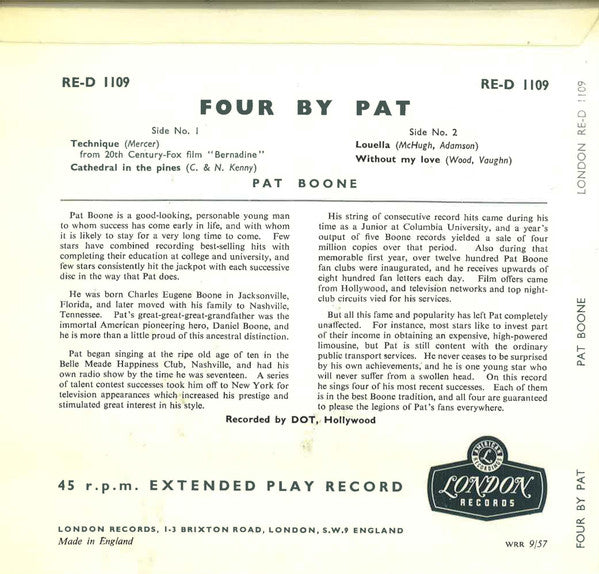 RE-D 1109
RE-D 1109
FOUR BY PAT
Side No. 1
Technique (Mercer)
from 20th Century-Fox film "Bernadine"
Cathedral in the pines (C. & N. Kenny)
Side No. 2
Louella (McHugh, Adamson)
Without my love (Wood, Vaughn)
PAT BOONE
Pat Boone is a good-looking, personable young man
to whom success has come early in life, and with whom
it is likely to stay for a very long time to come. Few
stars have combined recording best-selling hits with
completing their education at college and university, and
few stars consistently hit the jackpot with each successive
disc in the way that Pat does.
He was born Charles Eugene Boone in Jacksonville,
Florida, and later moved with his family to Nashville,
Tennessee. Pat's great-great-great-grandfather was the
immortal American pioneering hero, Daniel Boone, and
he is more than a little proud of this ancestral distinction.
Pat began singing at the ripe old age of ten in the
Belle Meade Happiness Club, Nashville, and had his
own radio show by the time he was seventeen. A series
of talent contest successes took him off to New York for
television appearances which increased his prestige and
stimulated great interest in his style.
His string of consecutive record hits came during his
time as a Junior at Columbia University, and a year's
output of five Boone records yielded a sale of four
million copies over that period. Also during that
memorable first year, over twelve hundred Pat Boone
fan clubs were inaugurated, and he receives upwards of
eight hundred fan letters each day. Film offers came
from Hollywood, and television networks and top night-
club circuits vied for his services.
But all this fame and popularity has left Pat completely
unaffected. For instance, most stars like to invest part
of their income in obtaining an expensive, high-powered
limousine, but Pat is still content with the ordinary
public transport services. He never ceases to be surprised
by his own achievements, and he is one young star who
will never suffer from a swollen head. On this record
he sings four of his most recent successes. Each of them
is in the best Boone tradition, and all four are guaranteed
to please the legions of Pat's fans everywhere.
Recorded by DOT, Hollywood
45 r.p.m. EXTENDED PLAY RECORD
AMERICAN
L
RECORDINGS
LONDON
RECORDS
LONDON RECORDS, 1-3 BRIXTON ROAD, LONDON, S.W.9 ENGLAND
Made in England
WRR 9/57
LONDON RE-D 1109
PAT BOONE
FOUR BY PAT